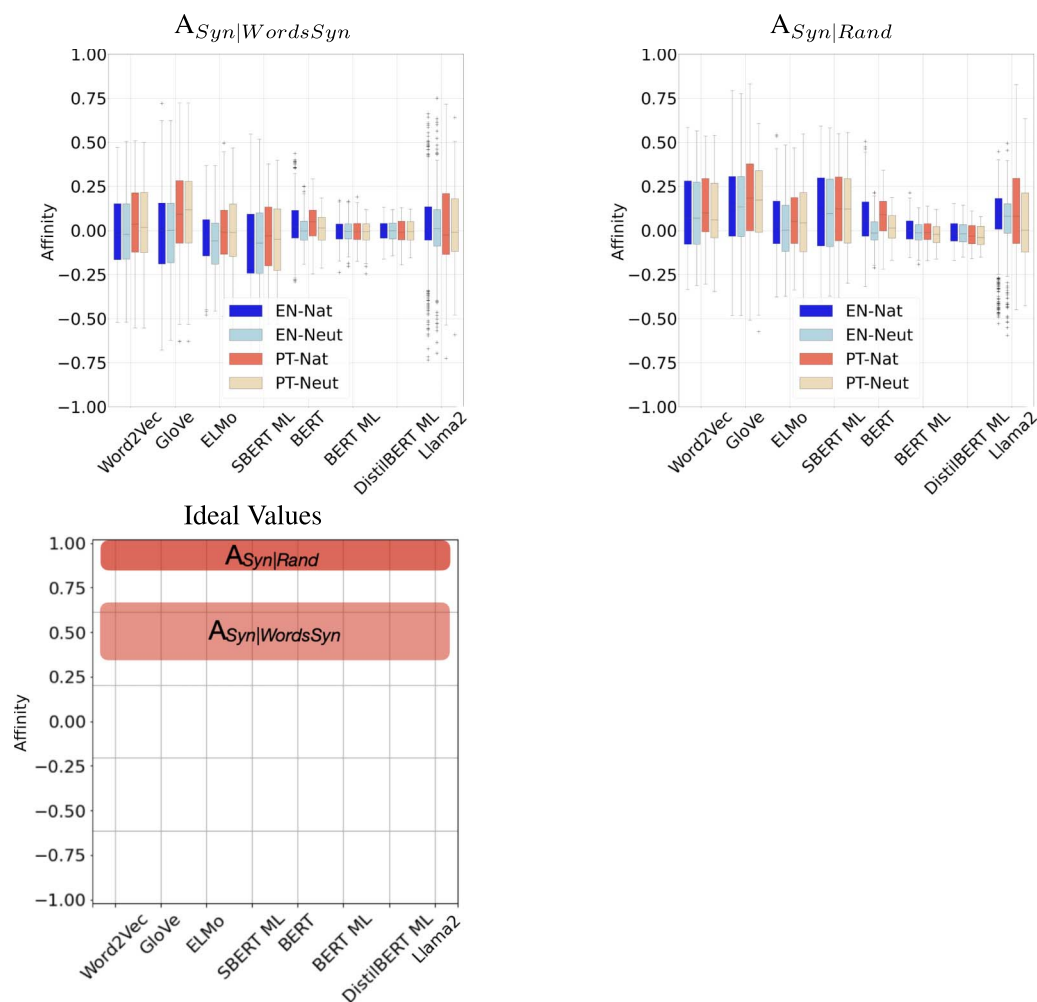 A_{Syn|WordsSyn}
1.00
0.75
0.50
0.25
0.00
−0.25
−0.50
−0.75
−1.00
Affinity
EN-Nat
EN-Neut
PT-Nat
PT-Neut
Word2Vec
GloVe
ELMo
SBERT ML
BERT
BERT ML
DistilBERT ML
Llama2
A_{Syn|Rand}
1.00
0.75
0.50
0.25
0.00
−0.25
−0.50
−0.75
−1.00
Affinity
EN-Nat
EN-Neut
PT-Nat
PT-Neut
Word2Vec
GloVe
ELMo
SBERT ML
BERT
BERT ML
DistilBERT ML
Llama2
Ideal Values
1.00
0.75
0.50
0.25
0.00
−0.25
−0.50
−0.75
−1.00
Affinity
A_{Syn|Rand}
A_{Syn|WordsSyn}
Word2Vec
GloVe
ELMo
SBERT ML
BERT
BERT ML
DistilBERT ML
Llama2